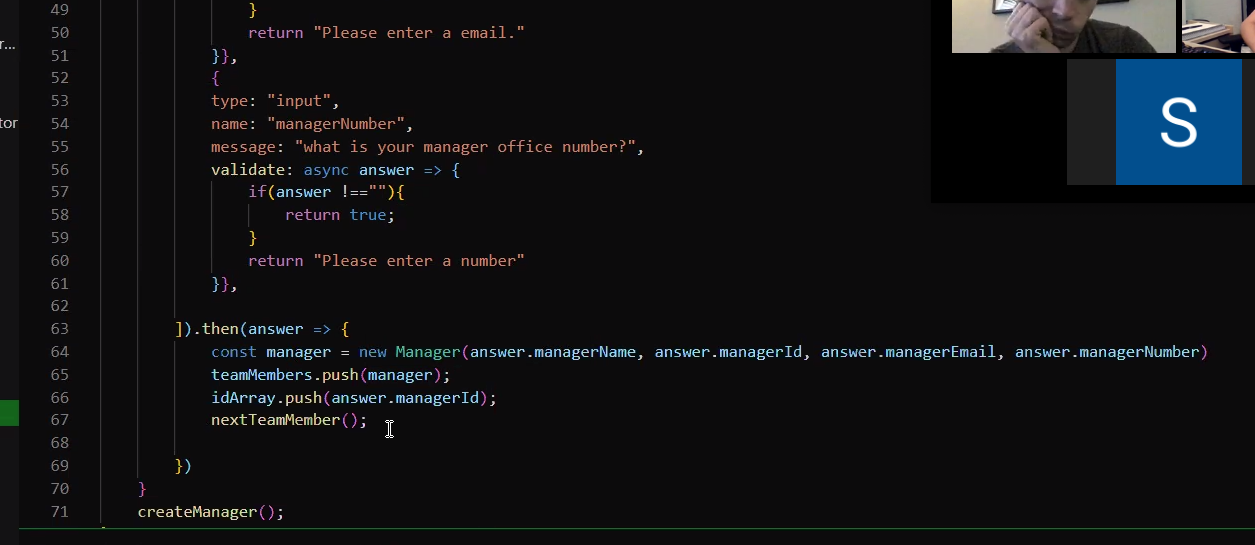 49 }
r... 50 return "Please enter a email."
51 }},
52 {
53 type: "input",
tor 54 name: "managerNumber",
55 message: "what is your manager office number?",
56 validate: async answer => {
57 if(answer !==""){
58 return true;
59 }
60 return "Please enter a number"
61 }},
62
63 ]).then(answer => {
64 const manager = new Manager(answer.managerName, answer.managerId, answer.managerEmail, answer.managerNumber)
65 teamMembers.push(manager);
66 idArray.push(answer.managerId);
67 nextTeamMember();
68
69 })
70 }
71 createManager();
S